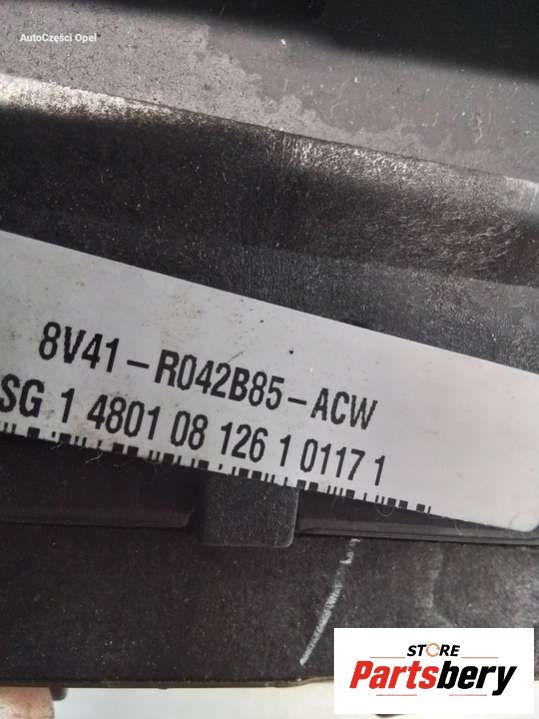 AutoCzęści Opel
8V41-R042B85-ACW
SG 1 4801 08 126 1 0117 1
STORE
Partsbery